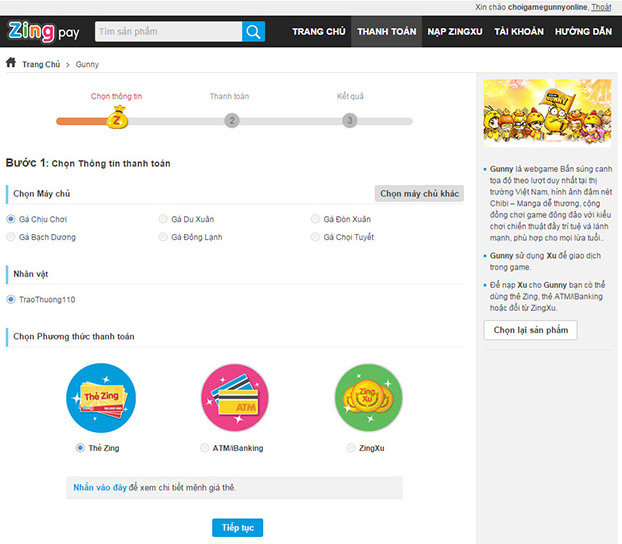 Xin chào choigamegunnyonline, Thoát
Zing pay
Tìm sản phẩm
TRANG CHỦ THANH TOÁN NẠP ZINGXU TÀI KHOẢN HƯỚNG DẪN
Trang Chủ > Gunny
Chọn thông tin Thanh toán Kết quả
Z 2 3
Bước 1: Chọn Thông tin thanh toán
Chọn Máy chủ
Chọn máy chủ khác
Gà Chịu Chơi Gà Du Xuân Gà Đón Xuân
Gà Bạch Dương Gà Đông Lạnh Gà Chọi Tuyết
Nhân vật
TraoThuong110
Chọn Phương thức thanh toán
Thẻ Zing
ATM
Zing Xu
Thẻ Zing ATM/iBanking ZingXu
Nhấn vào đây để xem chi tiết mệnh giá thẻ.
Tiếp tục
Gunny là webgame Bắn súng canh
tọa độ theo lượt duy nhất tại thị
trường Việt Nam, hình ảnh đậm nét
Chibi – Manga dễ thương, cộng
đồng chơi game đông đảo với kiểu
chơi chiến thuật đầy trí tuệ và lành
mạnh, phù hợp cho mọi lứa tuổi..
Gunny sử dụng Xu để giao dịch
trong game.
Để nạp Xu cho Gunny bạn có thể
dùng thẻ Zing, thẻ ATM/iBanking
hoặc đổi từ ZingXu.
Chọn lại sản phẩm